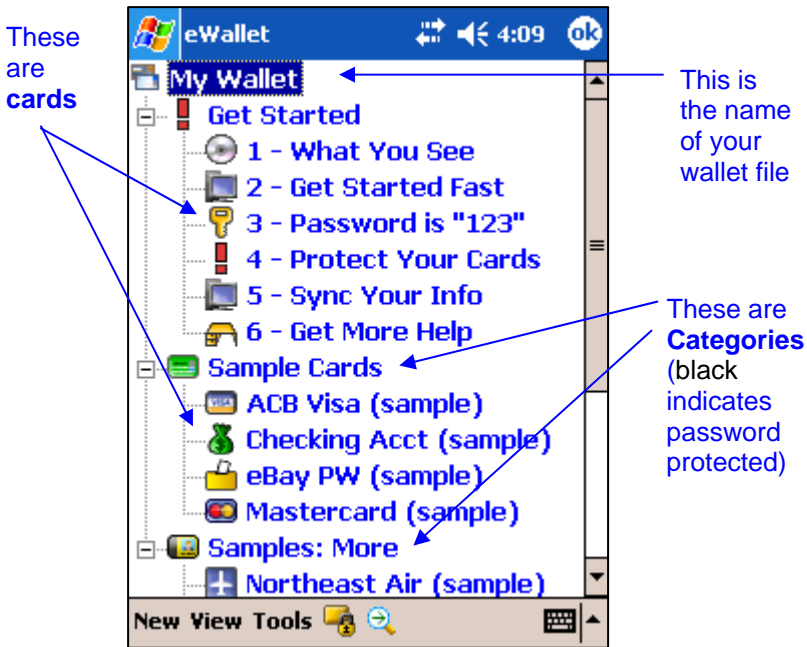 These
are
cards
eWallet 4:09 ok
My Wallet
Get Started
1 - What You See
2 - Get Started Fast
3 - Password is "123"
4 - Protect Your Cards
5 - Sync Your Info
6 - Get More Help
Sample Cards
VISA
ACB Visa (sample)
Checking Acct (sample)
eBay PW (sample)
Mastercard (sample)
Samples: More
Northeast Air (sample)
New View Tools
This is
the name
of your
wallet file
These are
Categories
(black
indicates
password
protected)